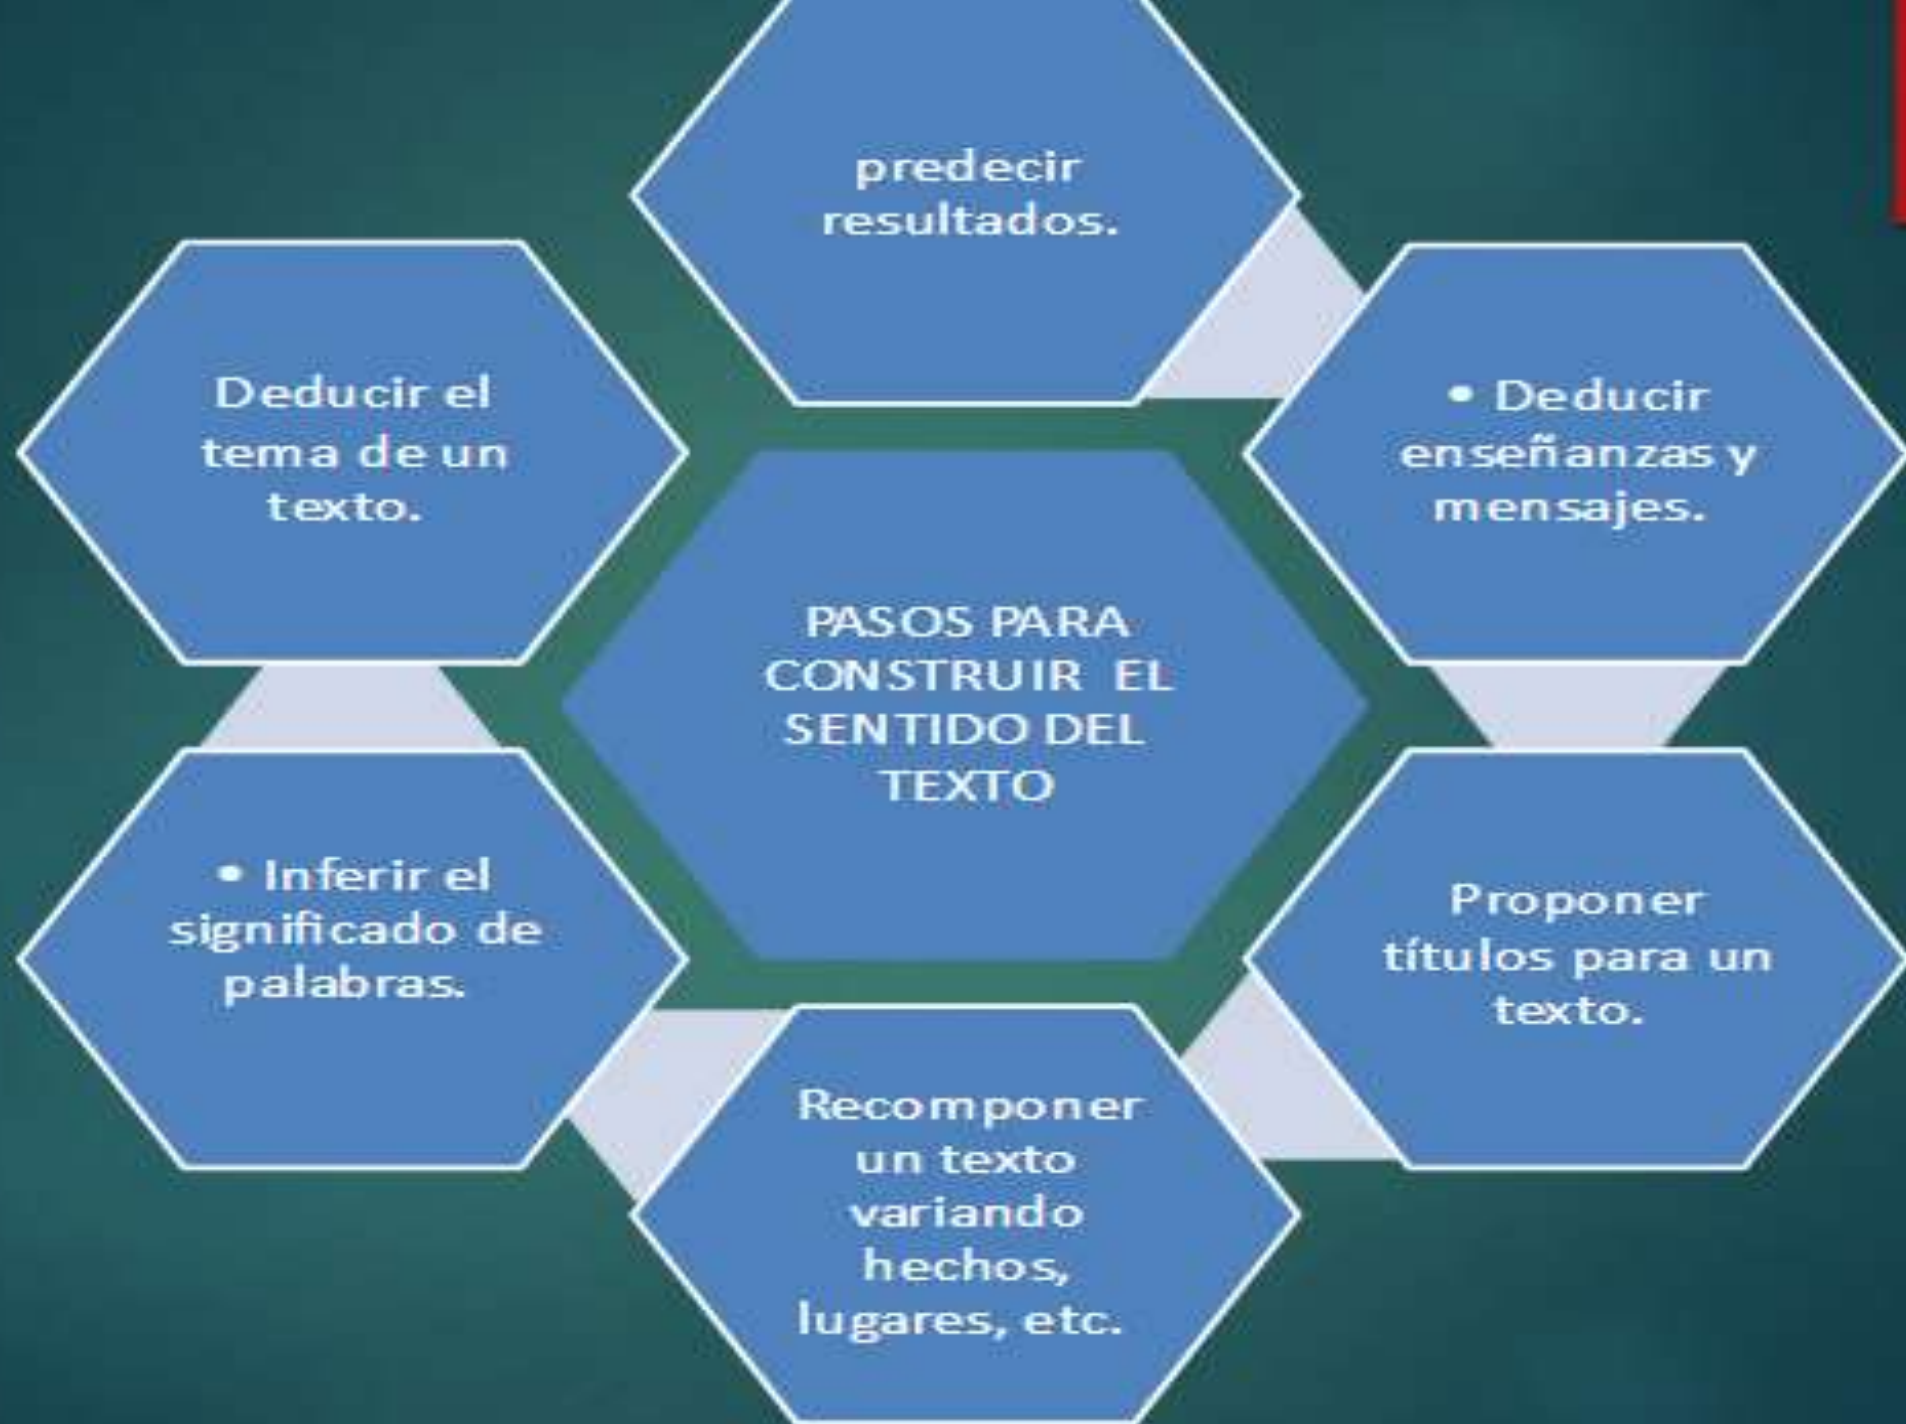 predecir
resultados.
• Deducir
enseñanzas y
mensajes.
Proponer
títulos para un
texto.
Recomponer
un texto
variando
hechos,
lugares, etc.
• Inferir el
significado de
palabras.
Deducir el
tema de un
texto.
PASOS PARA
CONSTRUIR EL
SENTIDO DEL
TEXTO